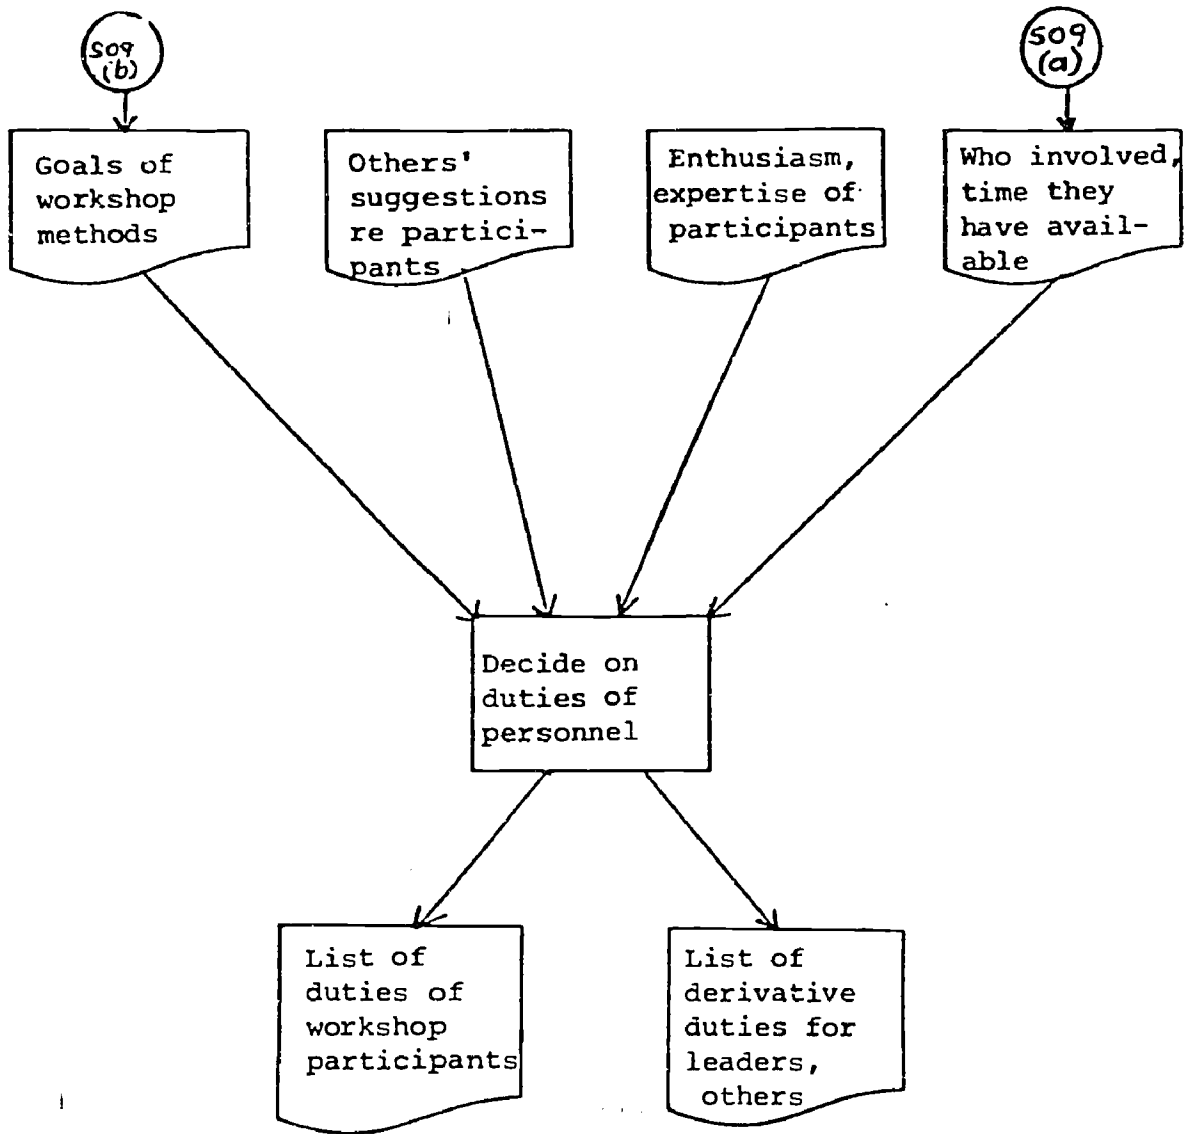 509
(b)
509
(a)
Goals of
workshop
methods
Others'
suggestions
re partici-
pants
Enthusiasm,
expertise of
participants
Who involved,
time they
have avail-
able
Decide on
duties of
personnel
List of
duties of
workshop
participants
List of
derivative
duties for
leaders,
others